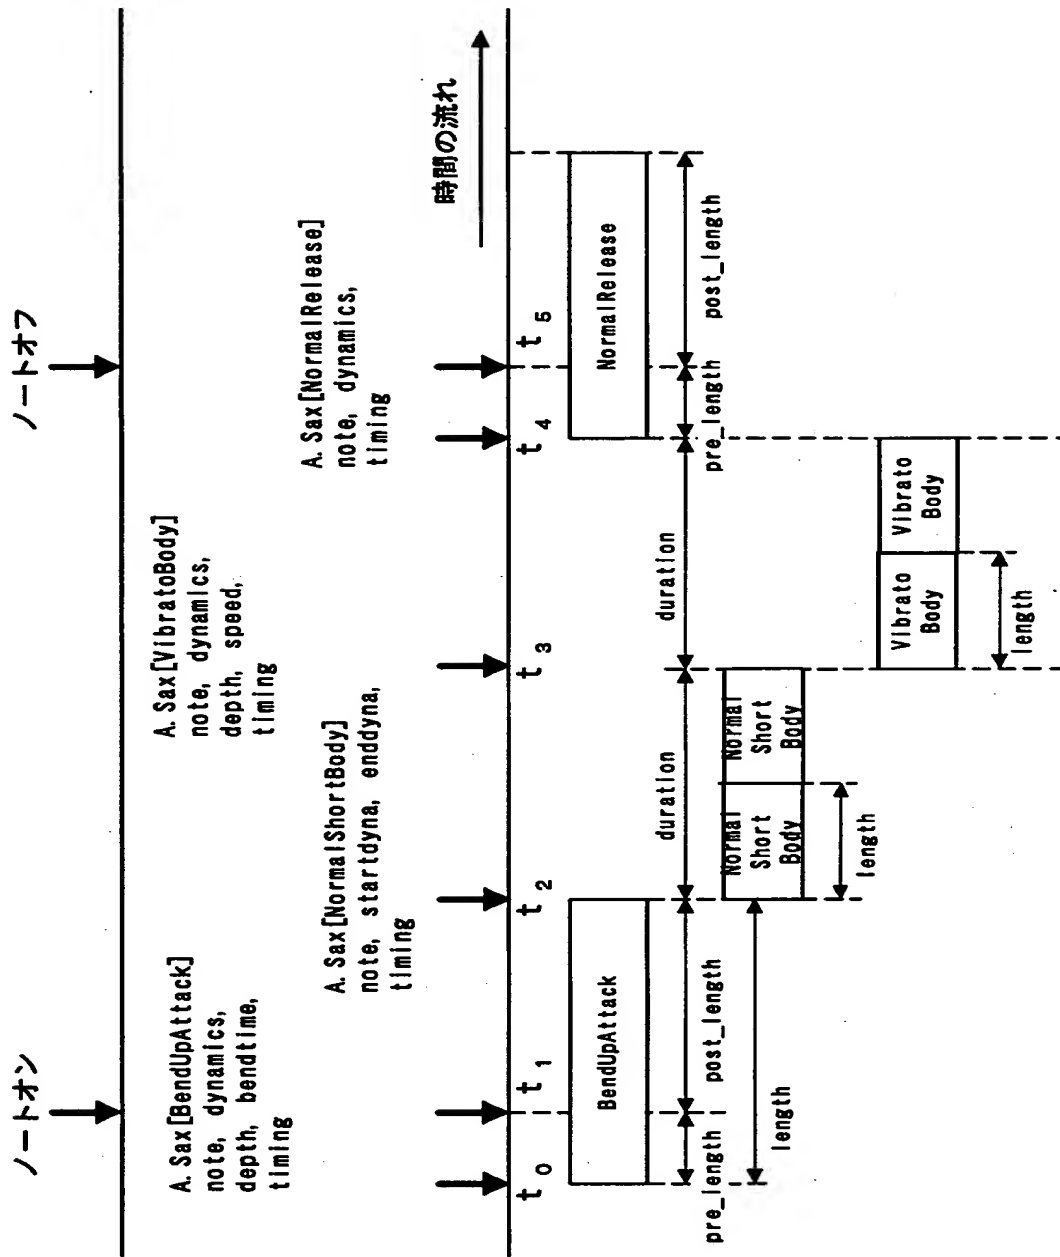 ノートオン
ノートオフ
A.Sax[BendUpAttack]
note, dynamics,
depth, bendtime,
timing
A.Sax[VibratoBody]
note, dynamics,
depth, speed,
timing
A.Sax[NormalShortBody]
note, startdyna, enddyna,
timing
A.Sax[NormalRelease]
note, dynamics,
timing
時間の流れ
t0
t1
t2
t3
t4
t5
BendUpAttack
NormalRelease
pre_length
post_length
duration
duration
pre_length
post_length
length
Normal
Short
Body
Normal
Short
Body
length
Vibrato
Body
Vibrato
Body
length